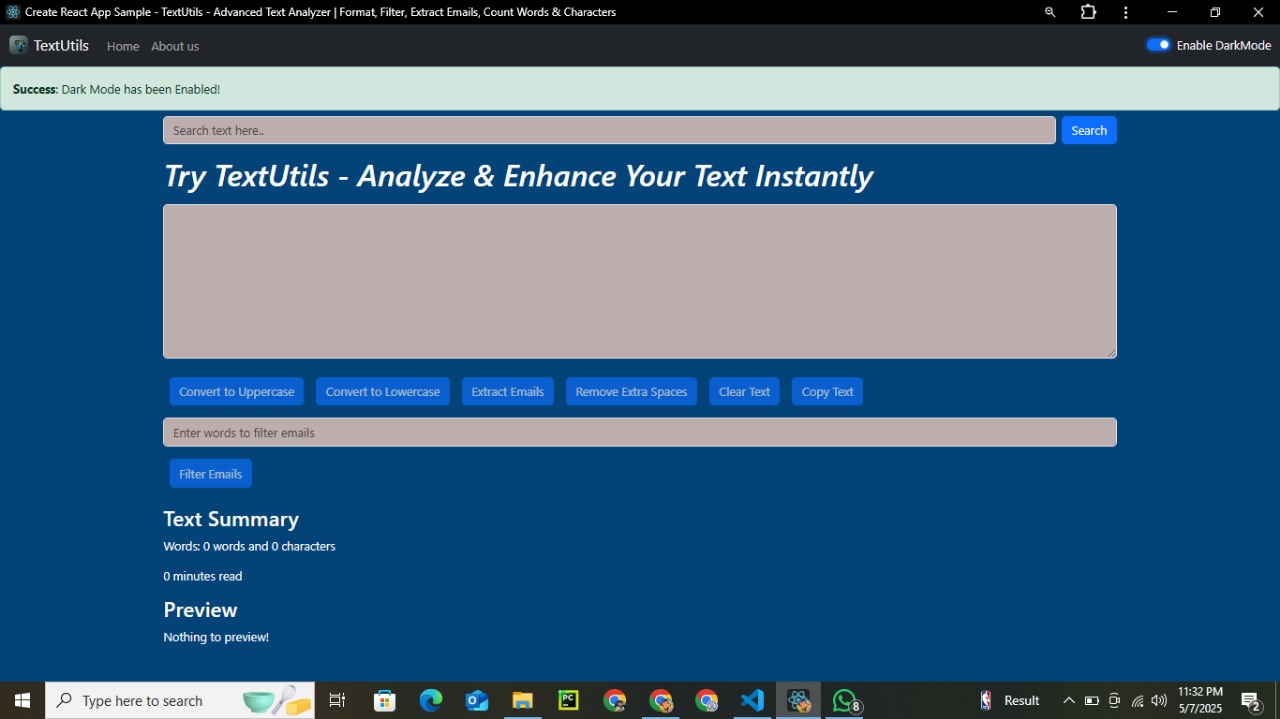 Create React App Sample - TextUtils - Advanced Text Analyzer | Format, Filter, Extract Emails, Count Words & Characters
TextUtils Home About us Enable DarkMode
Success: Dark Mode has been Enabled!
Search text here.. Search
Try TextUtils - Analyze & Enhance Your Text Instantly
Convert to Uppercase Convert to Lowercase Extract Emails Remove Extra Spaces Clear Text Copy Text
Enter words to filter emails
Filter Emails
Text Summary
Words: 0 words and 0 characters
0 minutes read
Preview
Nothing to preview!
Type here to search PC 8 Result 11:32 PM
5/7/2025 2